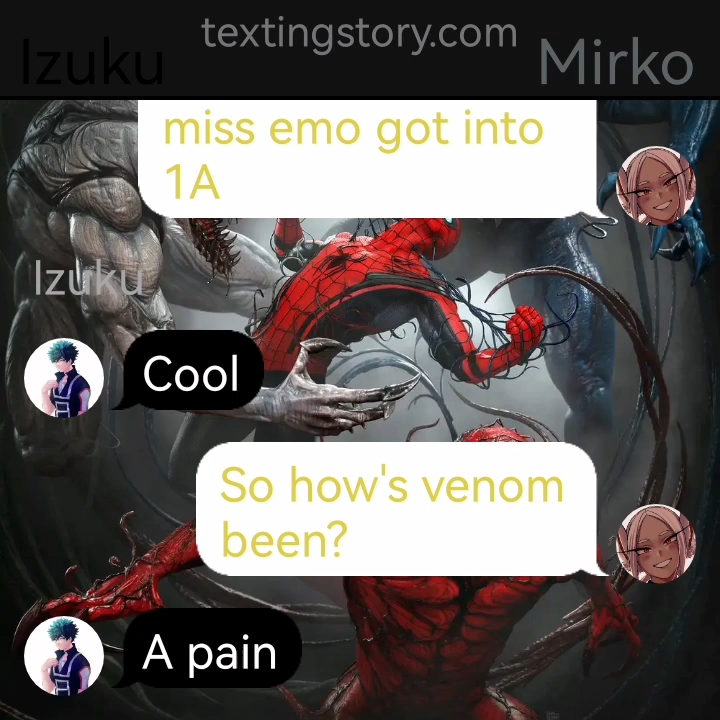 textingstory.com
Izuku
Mirko
miss emo got into
1A
Izuku
Cool
So how's venom
been?
A pain